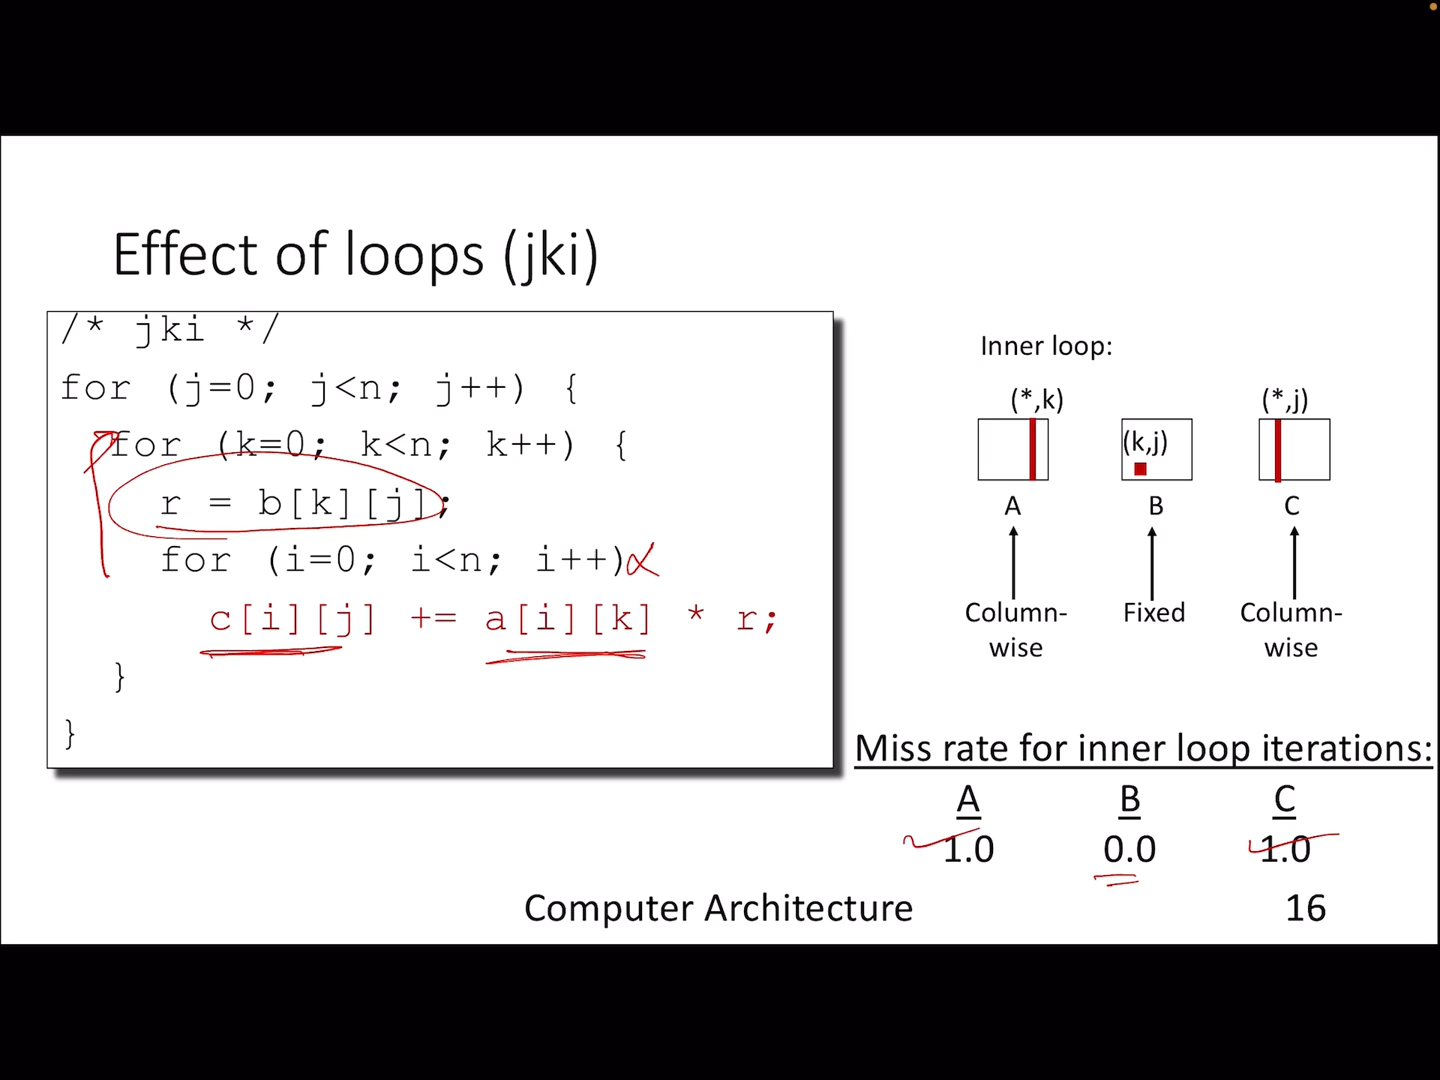 Effect of loops (jki)
/* jki */
for (j=0; j<n; j++) {
for (k=0; k<n; k++) {
r = b[k][j];
for (i=0; i<n; i++)
c[i][j] += a[i][k] * r;
}
}
Inner loop:
(*,k)
(k,j)
(*,j)
A B C
Column-wise
Fixed
Column-wise
Miss rate for inner loop iterations:
A B C
1.0 0.0 1.0
Computer Architecture
16